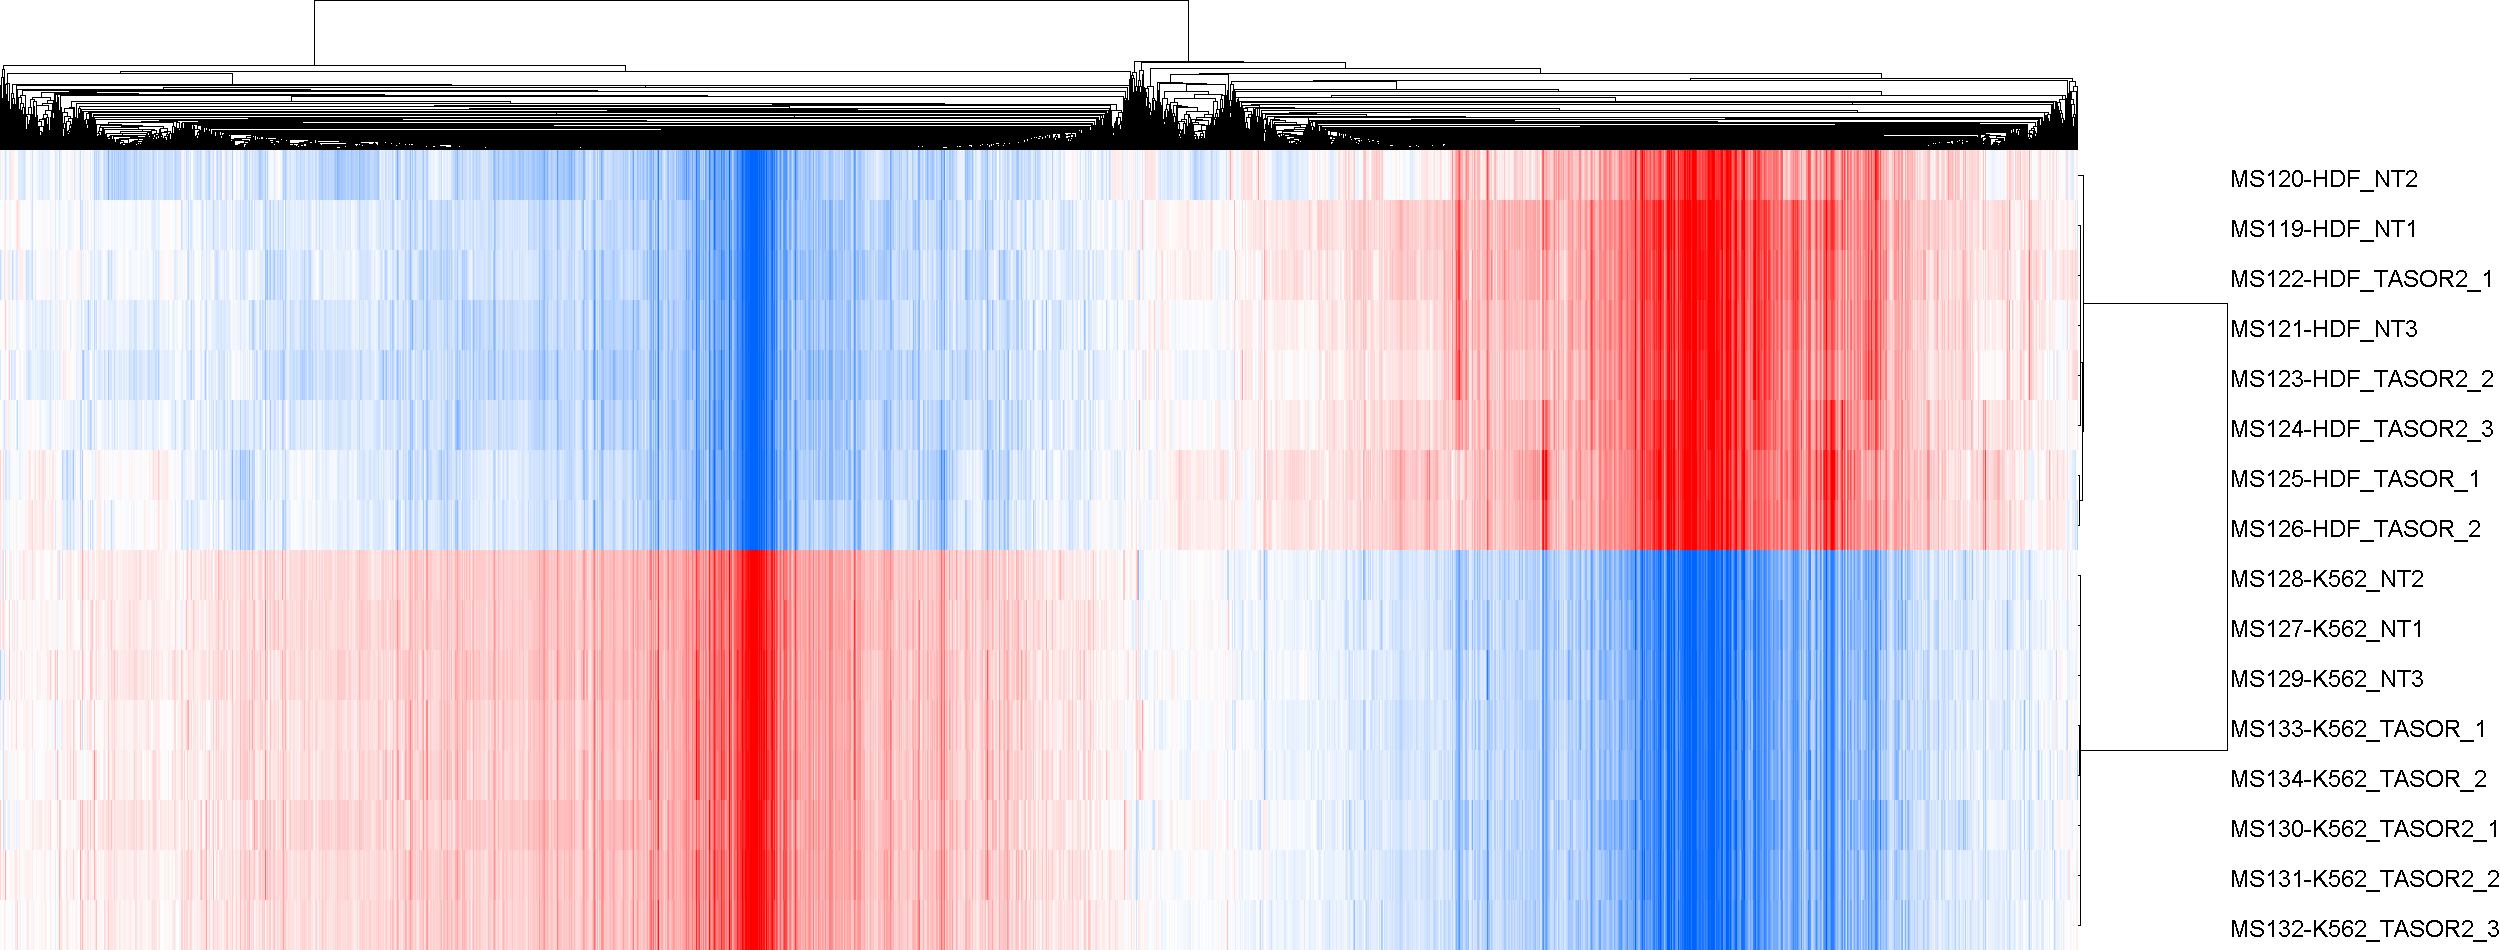 MS120-HDF_NT2
MS119-HDF_NT1
MS122-HDF_TASOR2_1
MS121-HDF_NT3
MS123-HDF_TASOR2_2
MS124-HDF_TASOR2_3
MS125-HDF_TASOR_1
MS126-HDF_TASOR_2
MS128-K562_NT2
MS127-K562_NT1
MS129-K562_NT3
MS133-K562_TASOR_1
MS134-K562_TASOR_2
MS130-K562_TASOR2_1
MS131-K562_TASOR2_2
MS132-K562_TASOR2_3